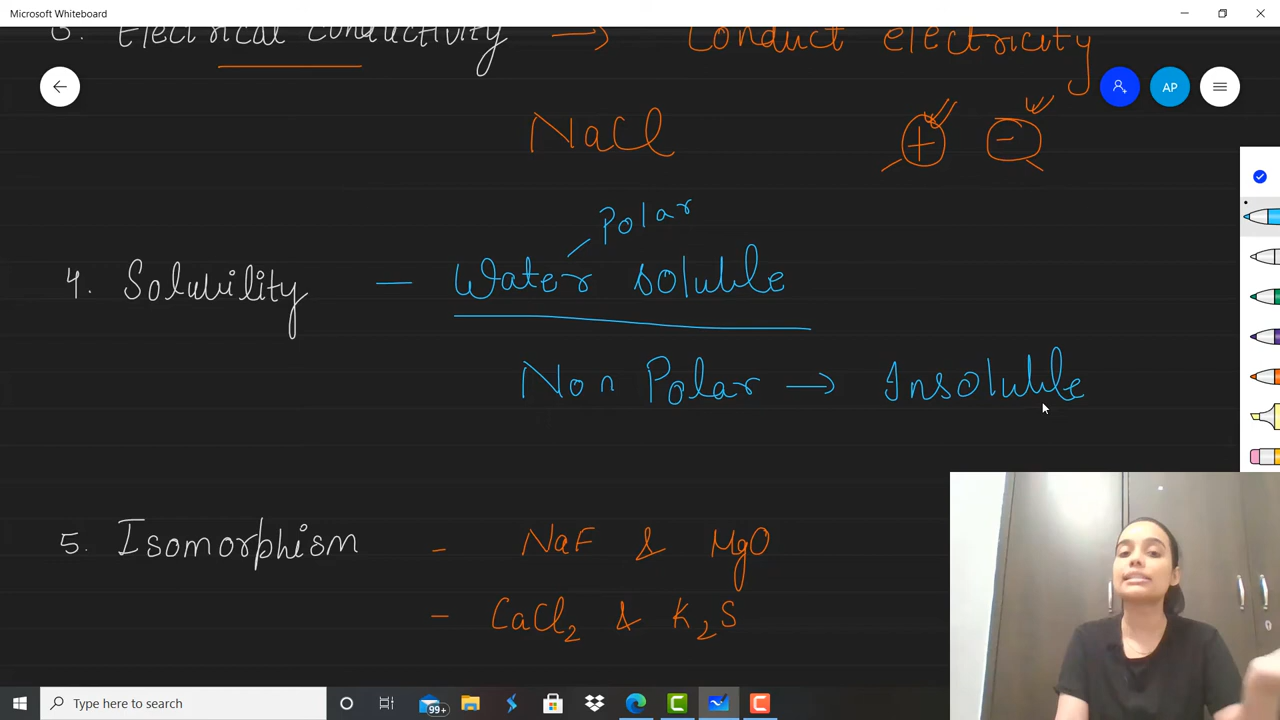 Microsoft Whiteboard
3. Electrical conductivity → Conduct electricity
AP
NaCl + -
Polar
4. Solubility - Water soluble
Non Polar → Insoluble
5. Isomorphism - NaF & MgO
- CaCl2 & K2S
Type here to search
99+